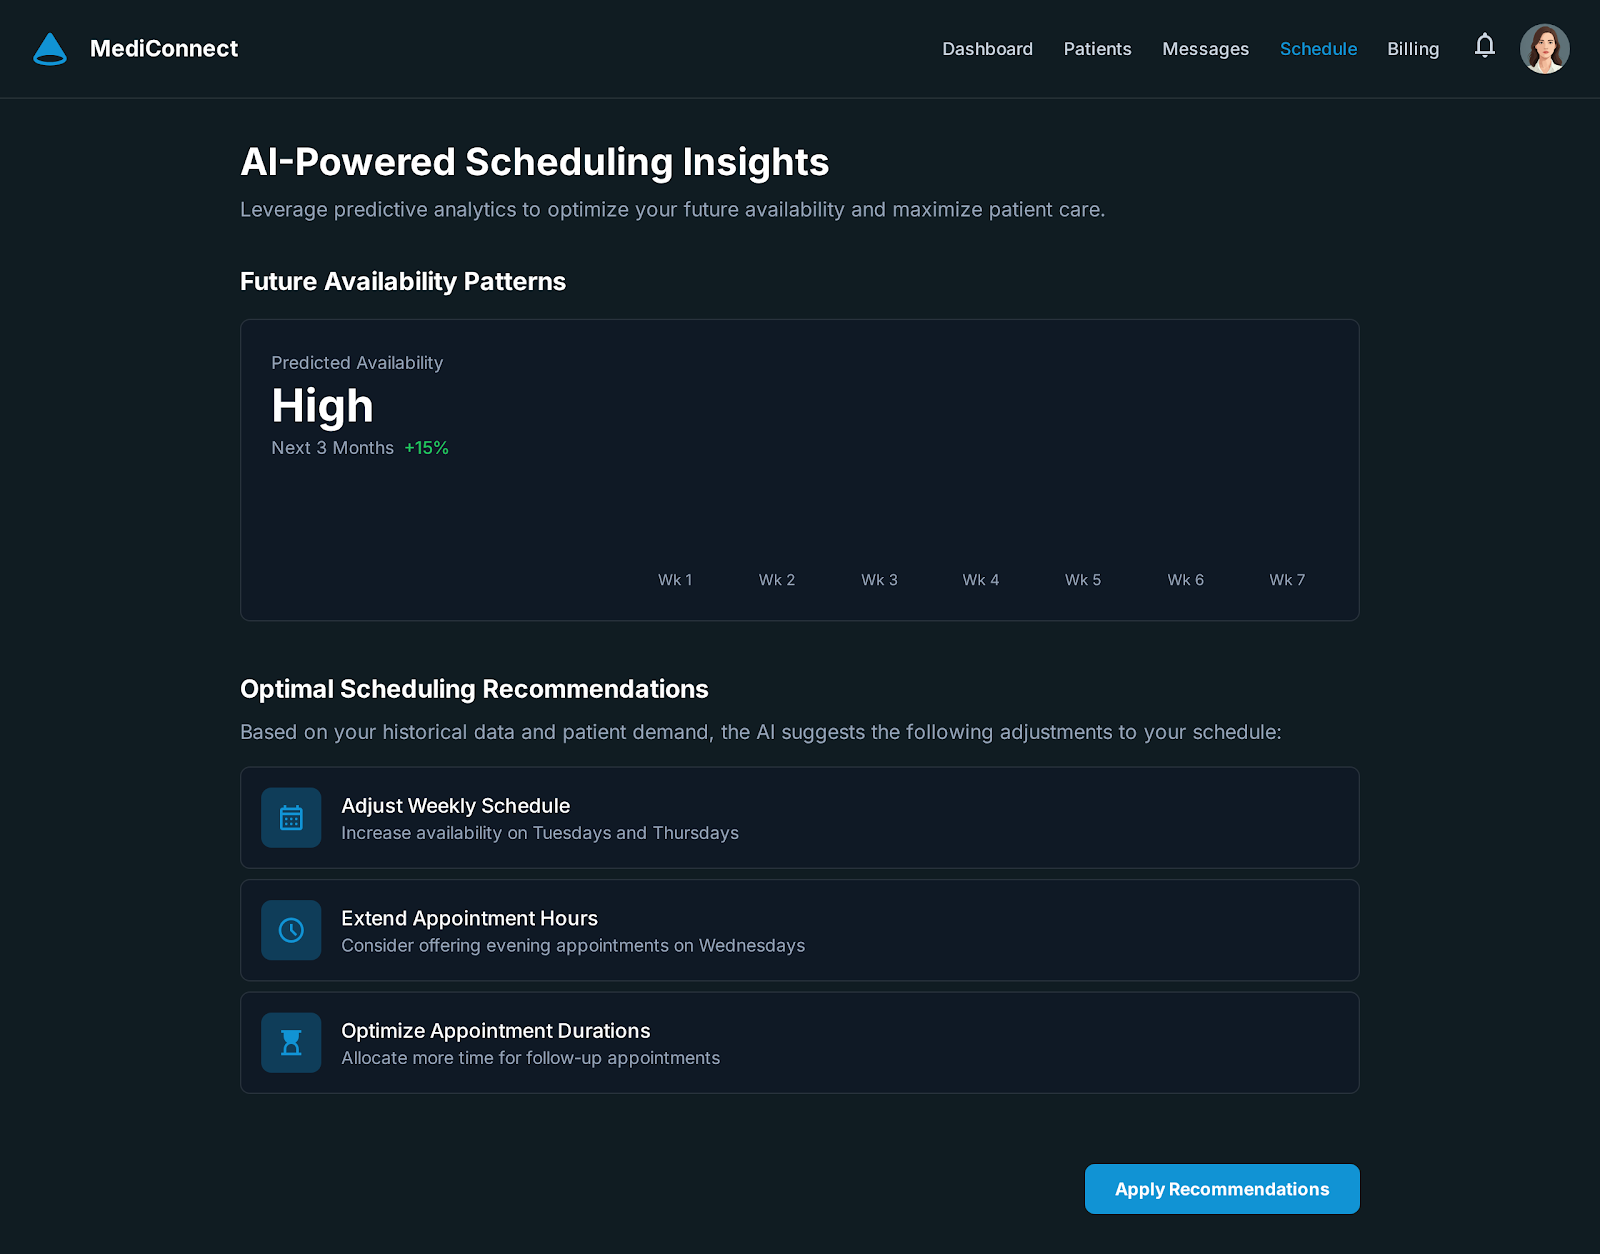 MediConnect
Dashboard
Patients
Messages
Schedule
Billing
AI-Powered Scheduling Insights
Leverage predictive analytics to optimize your future availability and maximize patient care.
Future Availability Patterns
Predicted Availability
High
Next 3 Months +15%
Wk 1
Wk 2
Wk 3
Wk 4
Wk 5
Wk 6
Wk 7
Optimal Scheduling Recommendations
Based on your historical data and patient demand, the AI suggests the following adjustments to your schedule:
Adjust Weekly Schedule
Increase availability on Tuesdays and Thursdays
Extend Appointment Hours
Consider offering evening appointments on Wednesdays
Optimize Appointment Durations
Allocate more time for follow-up appointments
Apply Recommendations